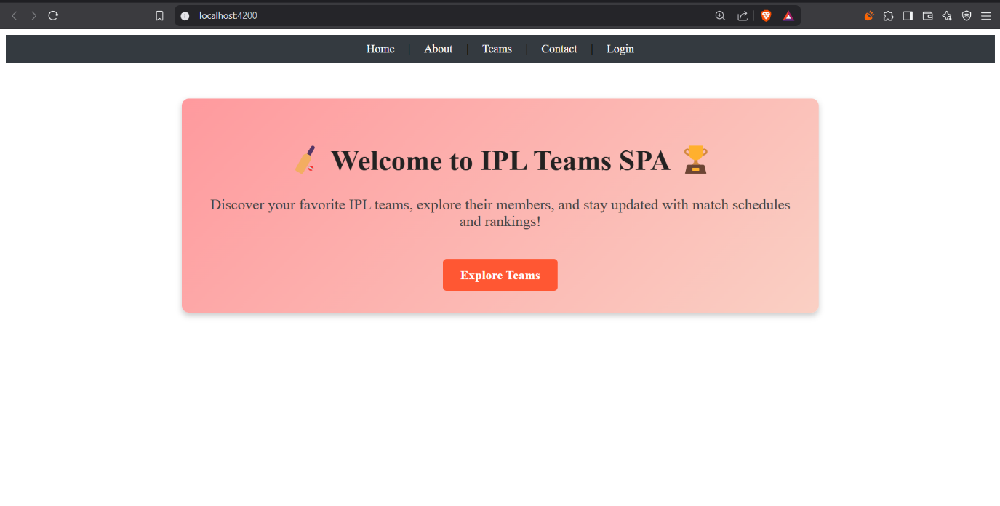 localhost:4200
Home | About | Teams | Contact | Login
Welcome to IPL Teams SPA
Discover your favorite IPL teams, explore their members, and stay updated with match schedules
and rankings!
Explore Teams